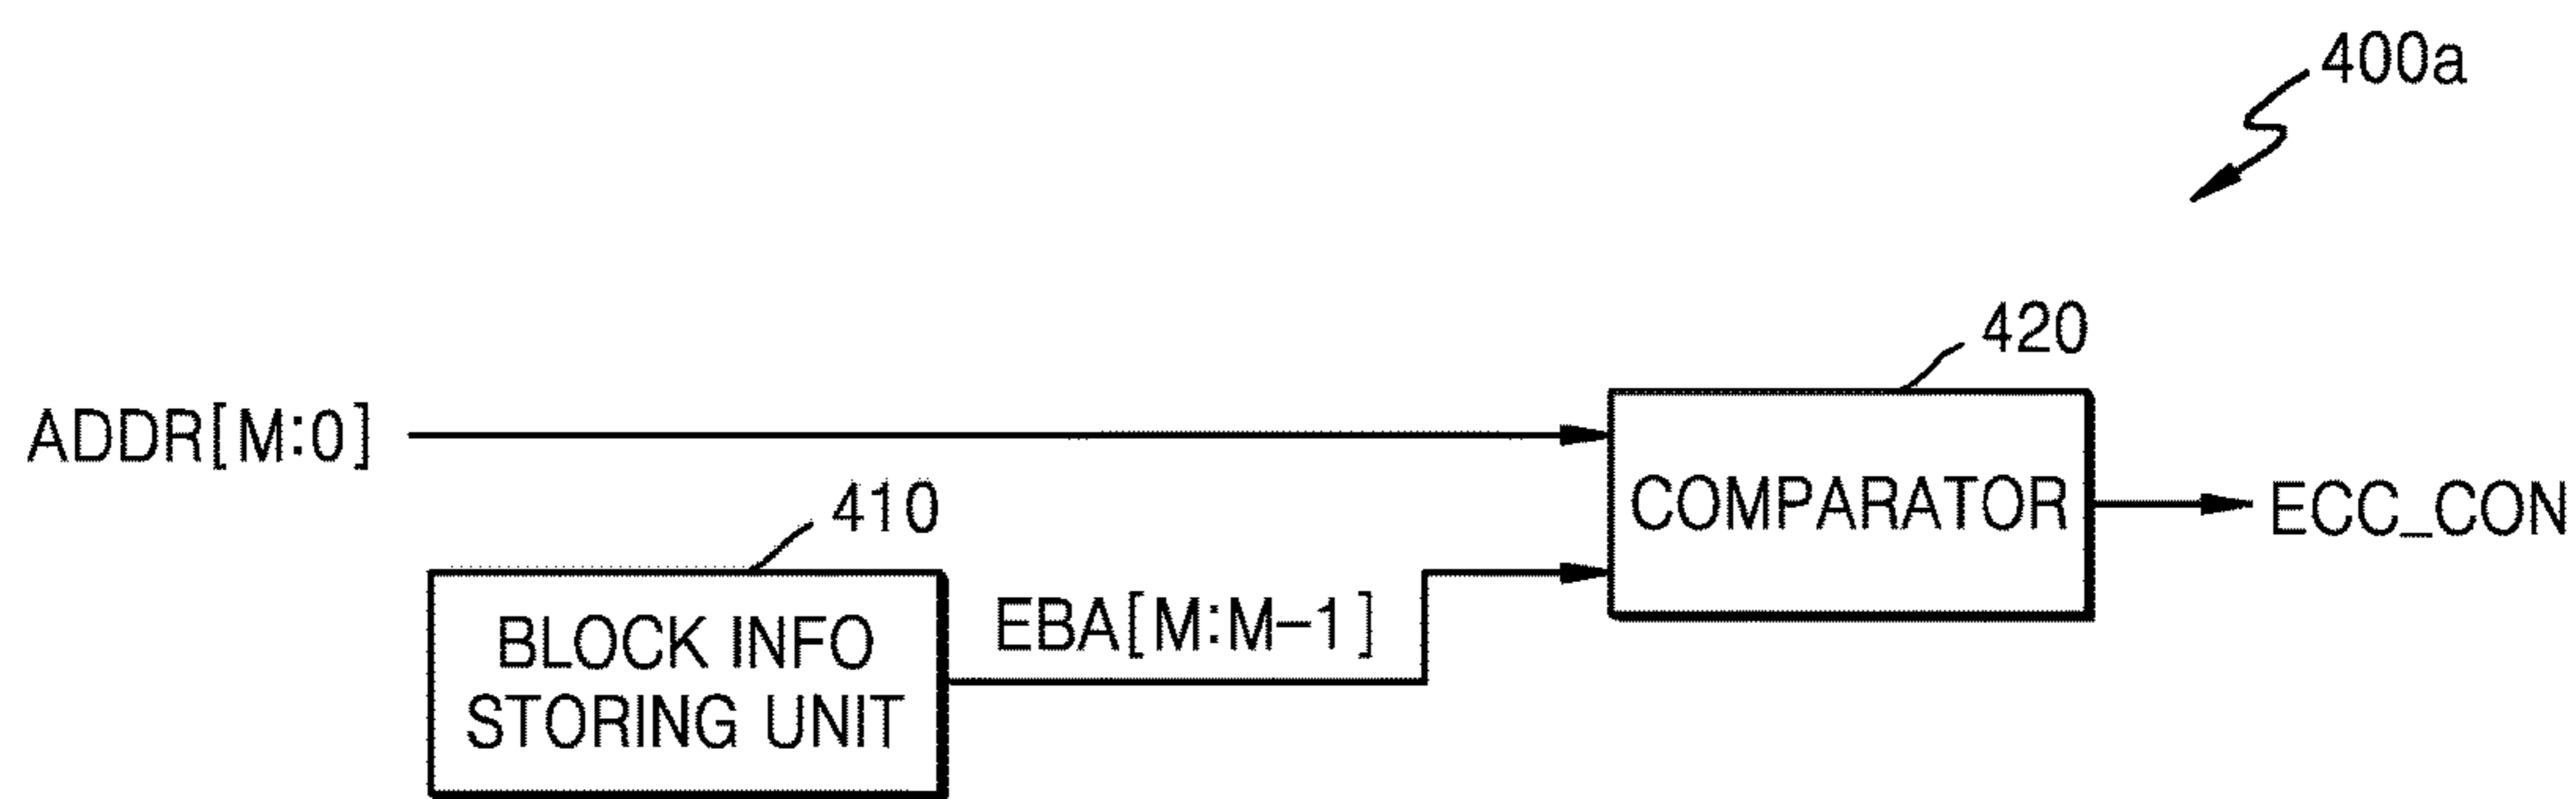 400a
420
ADDR[M:0]
410
COMPARATOR
ECC_CON
EBA[M:M-1]
BLOCK INFO
STORING UNIT